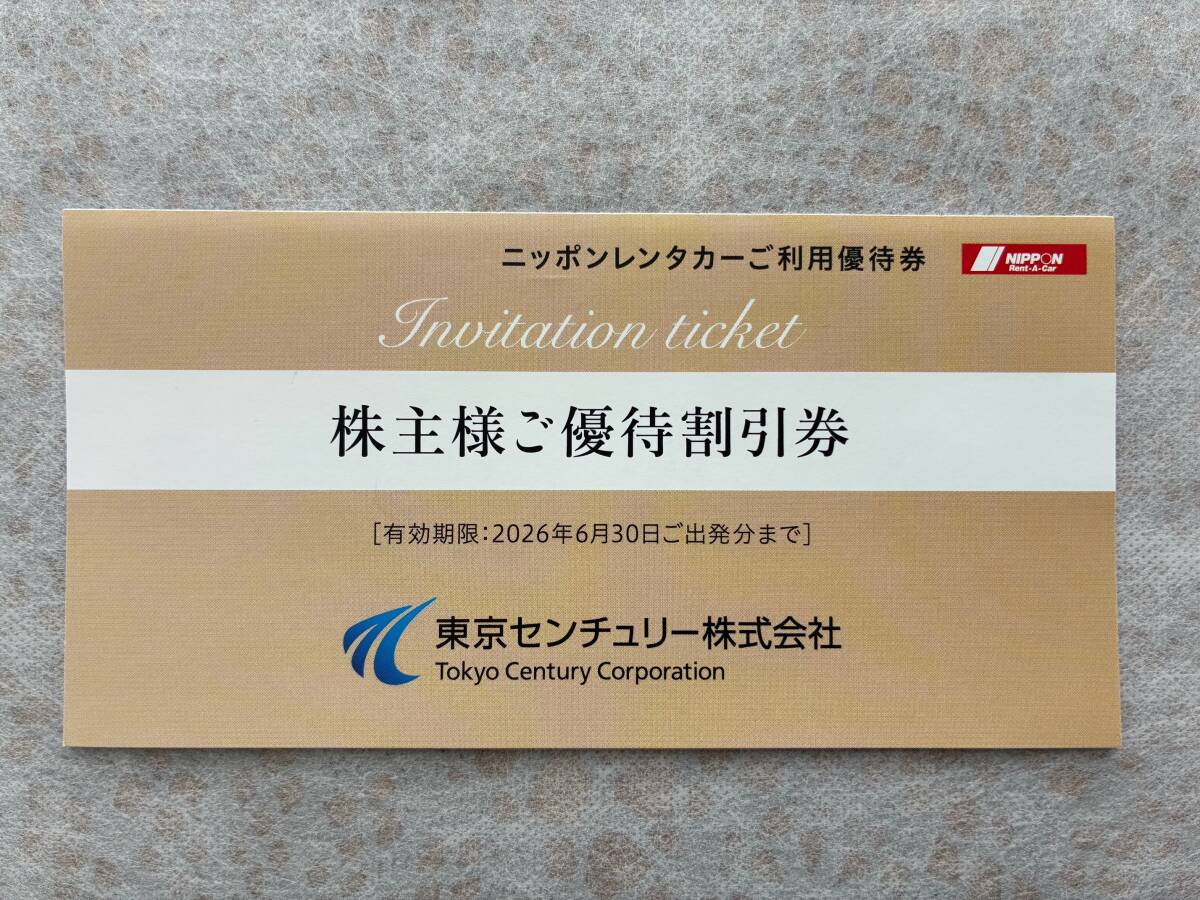 ニッポンレンタカーご利用優待券
NIPPON
Rent-A-Car
Invitation ticket
株主様ご優待割引券
[有効期限：2026年6月30日ご出発分まで]
東京センチュリー株式会社
Tokyo Century Corporation